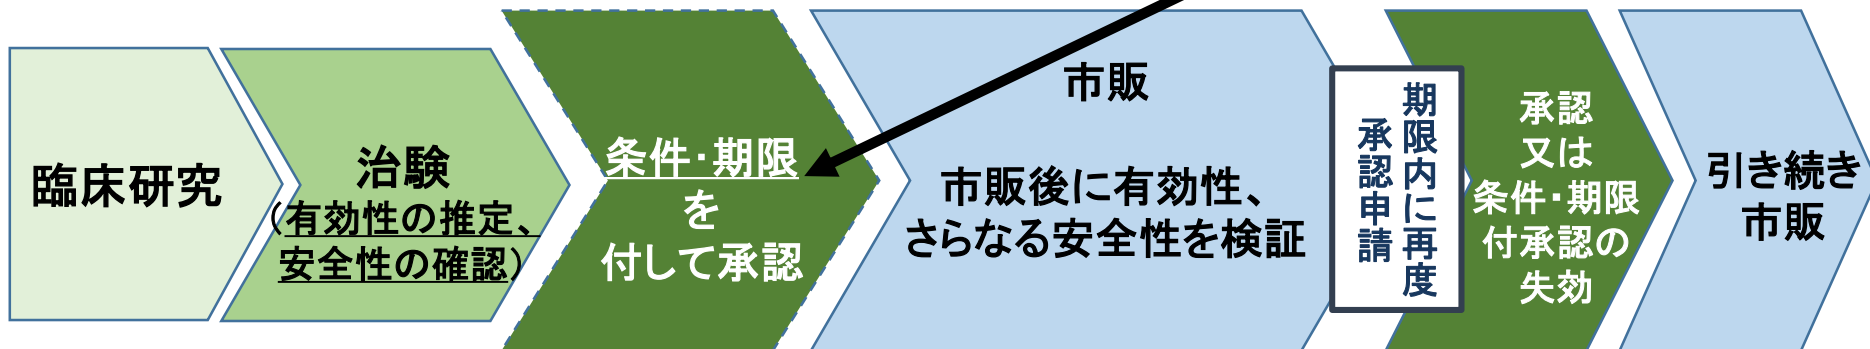 臨床研究
治験
（有効性の推定、
安全性の確認）
条件・期限
を
付して承認
市販
市販後に有効性、
さらなる安全性を検証
期限内に再度
承認申請
承認
又は
条件・期限
付承認の
失効
引き続き
市販